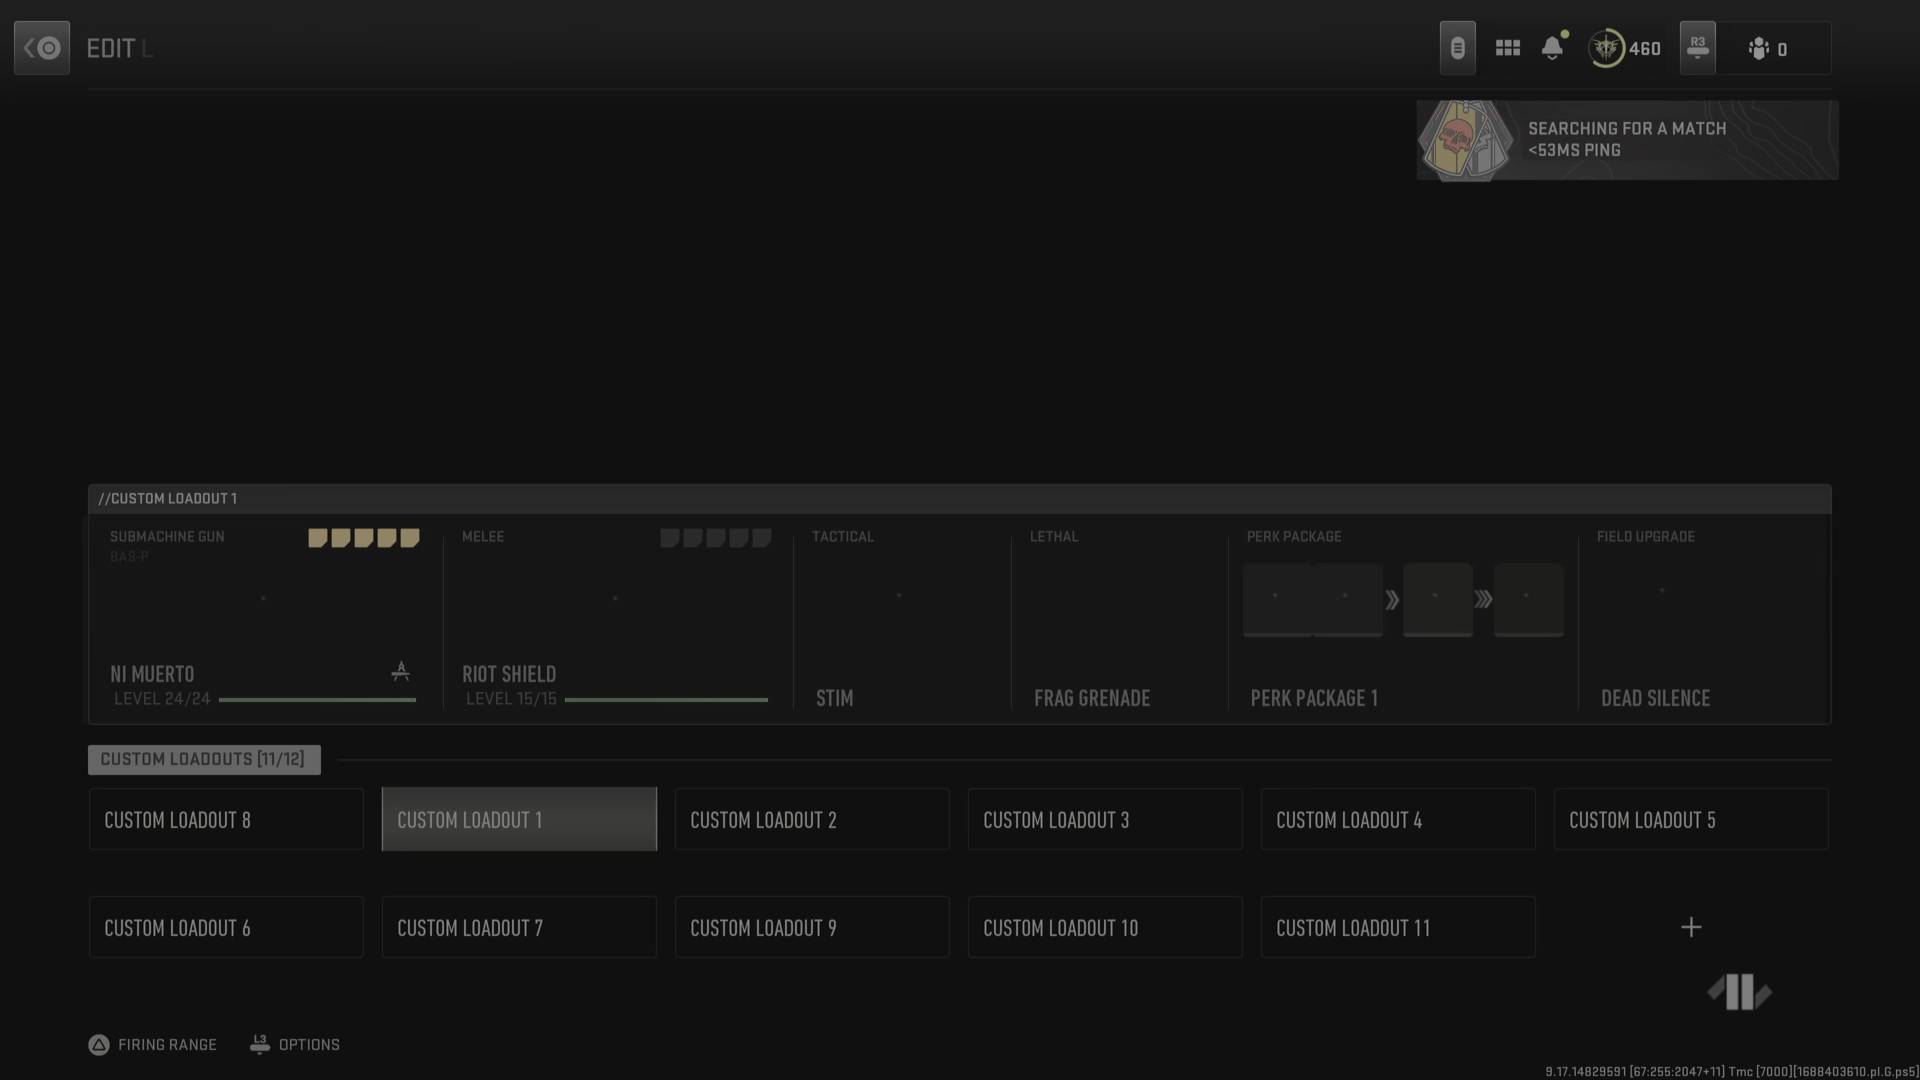 EDIT L
460
R3
0
SEARCHING FOR A MATCH
<53MS PING
//CUSTOM LOADOUT 1
SUBMACHINE GUN
BAS-P
NI MUERTO
LEVEL 24/24
MELEE
RIOT SHIELD
LEVEL 15/15
TACTICAL
STIM
LETHAL
FRAG GRENADE
PERK PACKAGE
PERK PACKAGE 1
FIELD UPGRADE
DEAD SILENCE
CUSTOM LOADOUTS [11/12]
CUSTOM LOADOUT 8
CUSTOM LOADOUT 1
CUSTOM LOADOUT 2
CUSTOM LOADOUT 3
CUSTOM LOADOUT 4
CUSTOM LOADOUT 5
CUSTOM LOADOUT 6
CUSTOM LOADOUT 7
CUSTOM LOADOUT 9
CUSTOM LOADOUT 10
CUSTOM LOADOUT 11
+
FIRING RANGE
L3
OPTIONS
9.17.14829591 [67:255:2047+11] Tmc [7000][1688403610.pl.G.ps5]